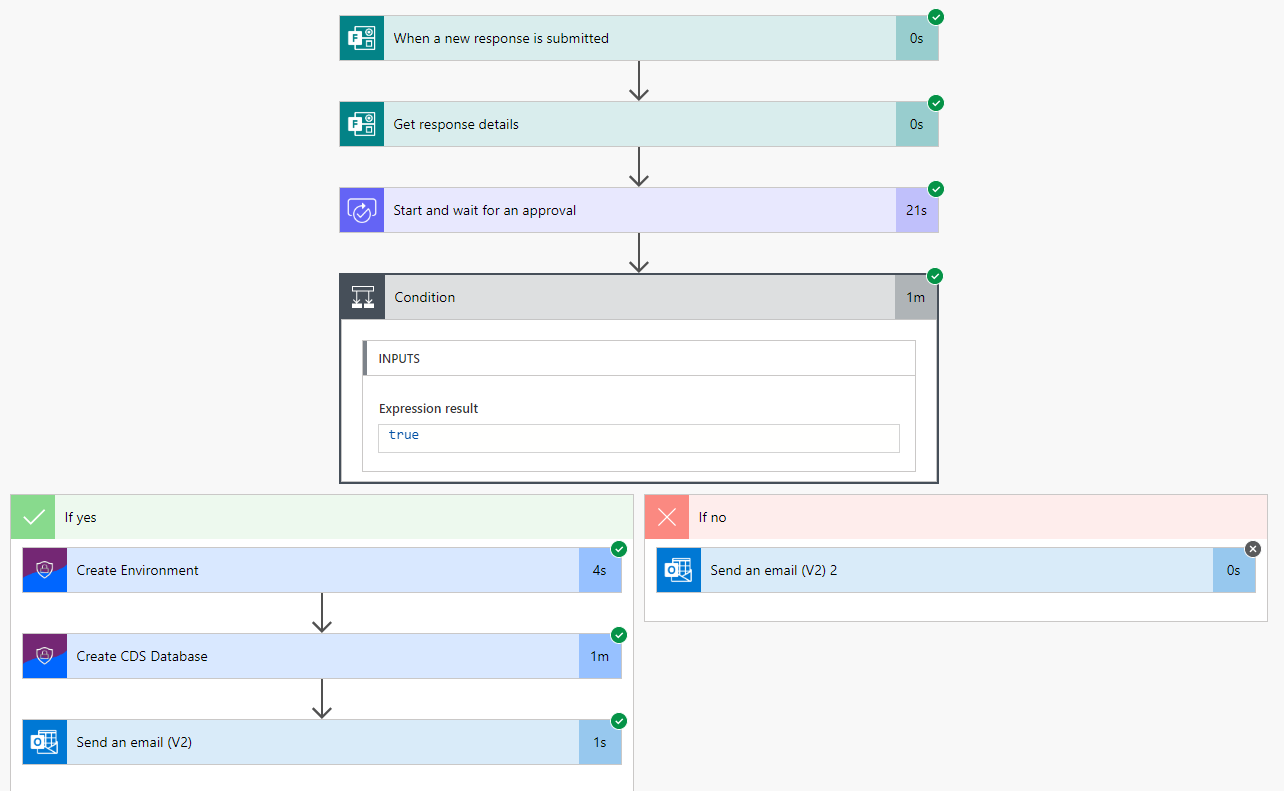 When a new response is submitted
0s
Get response details
0s
Start and wait for an approval
21s
Condition
1m
INPUTS
Expression result
true
If yes
Create Environment
4s
Create CDS Database
1m
Send an email (V2)
1s
If no
Send an email (V2) 2
0s